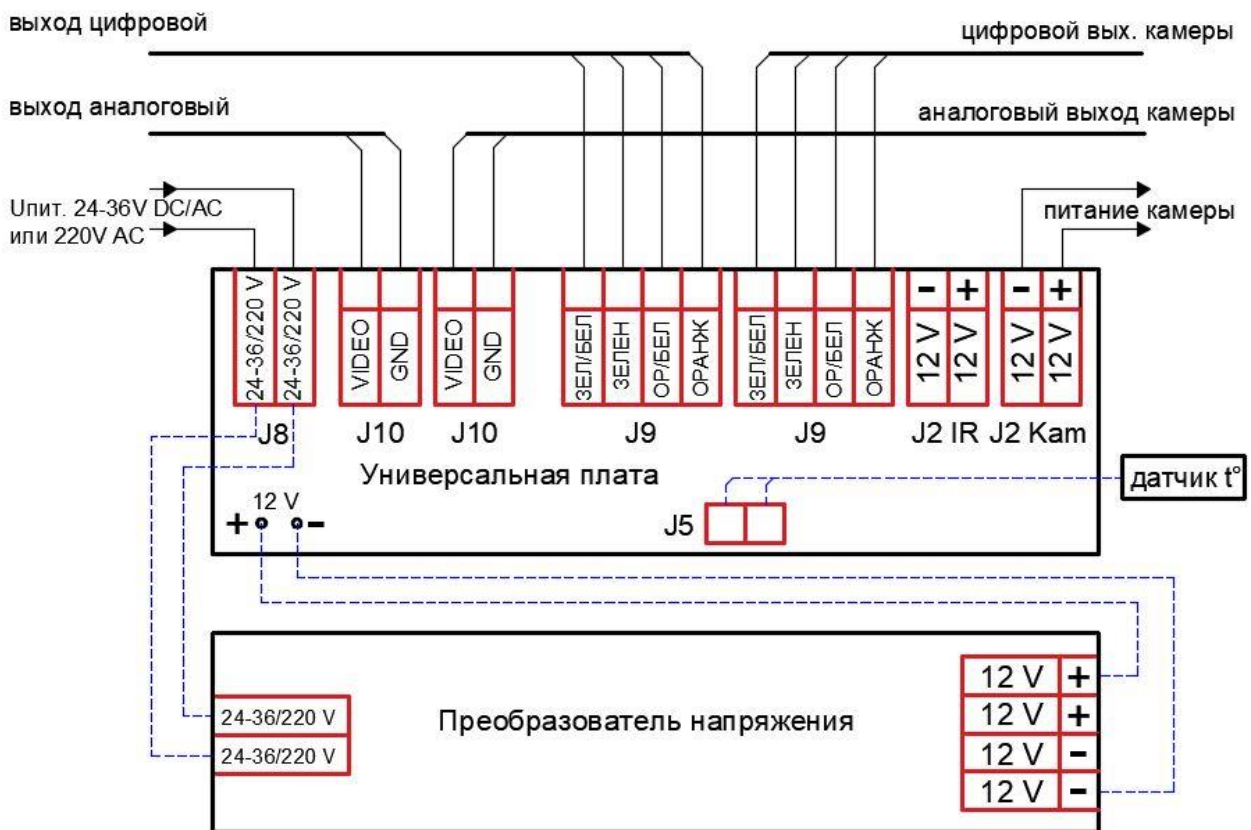 выход цифровой
цифровой вых. камеры
выход аналоговый
аналоговый выход камеры
Uпит. 24-36V DC/AC
или 220V AC
питание камеры
24-36/220 V
24-36/220 V
VIDEO
GND
VIDEO
GND
ЗЕЛ/БЕЛ
ЗЕЛЕН
ОР/БЕЛ
ОРАНЖ
ЗЕЛ/БЕЛ
ЗЕЛЕН
ОР/БЕЛ
ОРАНЖ
- +
12 V
12 V
- +
12 V
12 V
J8 J10 J10 J9 J9 J2 IR J2 Kam
Универсальная плата
датчик t°
12 V
+ -
J5
12 V +
12 V +
12 V -
12 V -
24-36/220 V
24-36/220 V
Преобразователь напряжения